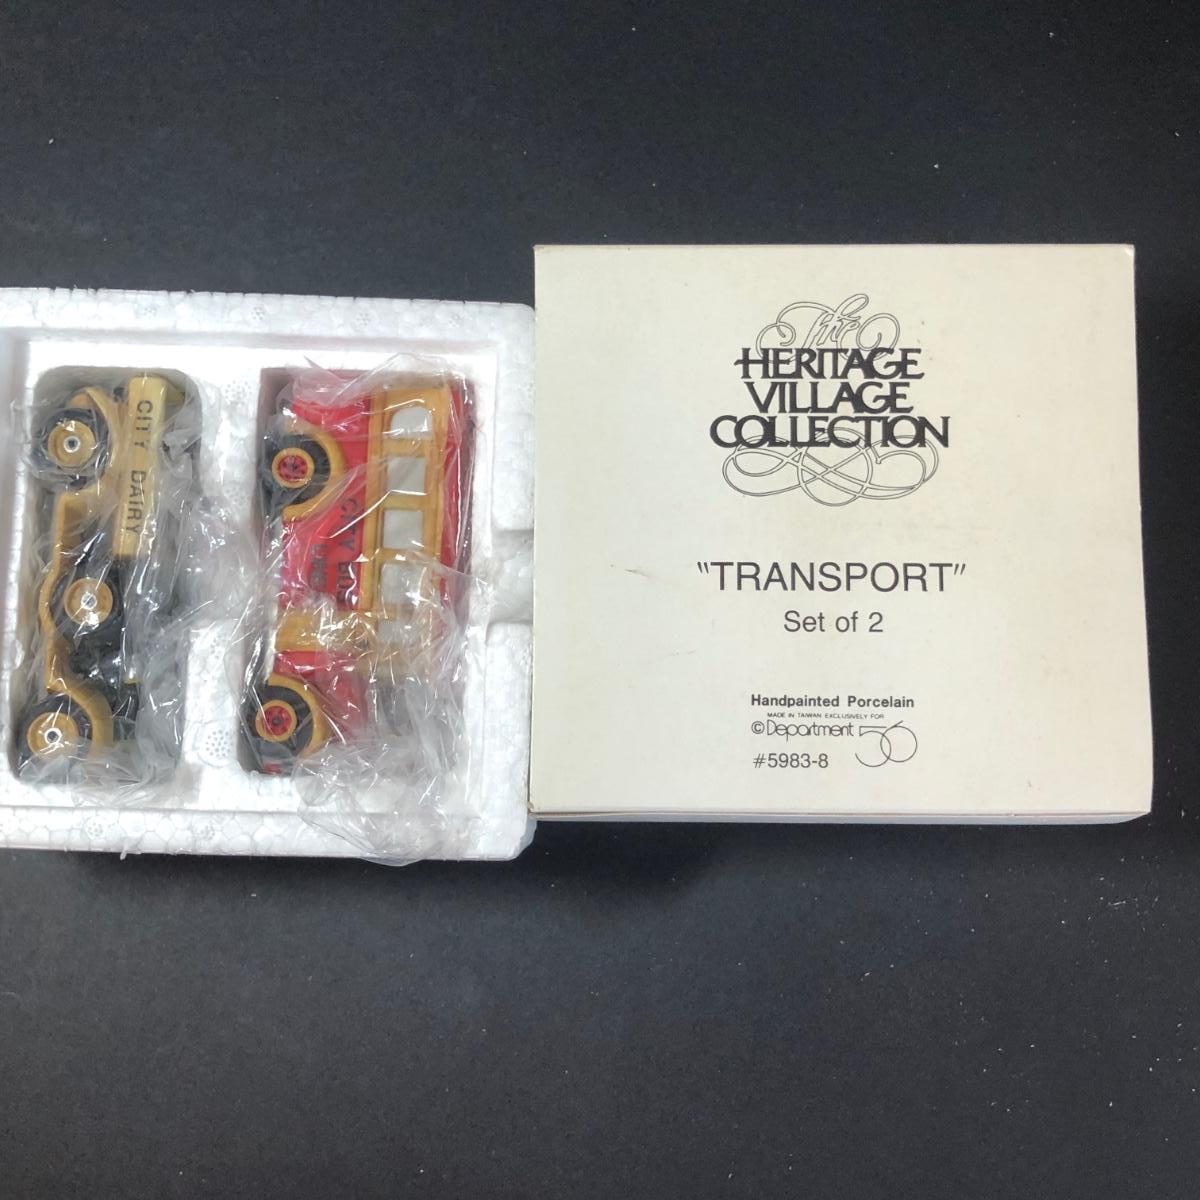 The
HERITAGE
VILLAGE
COLLECTION
"TRANSPORT"
Set of 2
Handpainted Porcelain
MADE IN TAIWAN EXCLUSIVELY FOR
©Department 56
#5983-8
CITY DAIRY
CITY